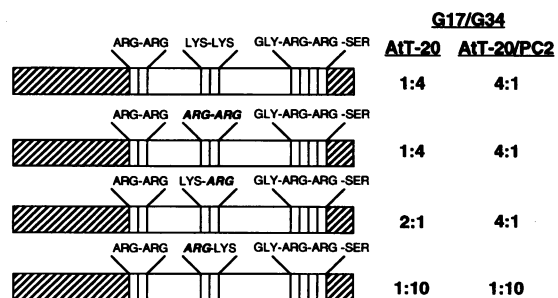 G17/G34
AtT-20 AtT-20/PC2
ARG-ARG LYS-LYS GLY-ARG-ARG -SER
1:4 4:1
ARG-ARG ARG-ARG GLY-ARG-ARG -SER
1:4 4:1
ARG-ARG LYS-ARG GLY-ARG-ARG -SER
2:1 4:1
ARG-ARG ARG-LYS GLY-ARG-ARG -SER
1:10 1:10